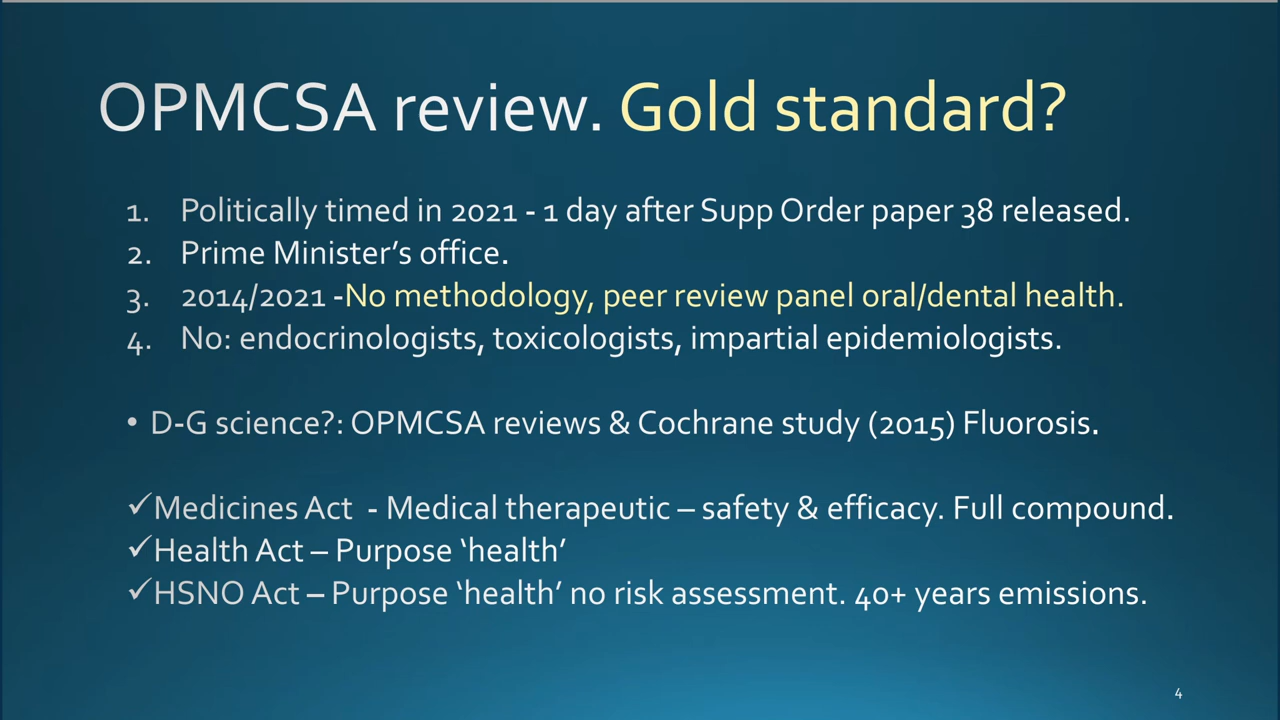 OPMCSA review. Gold standard?
1. Politically timed in 2021 - 1 day after Supp Order paper 38 released.
2. Prime Minister’s office.
3. 2014/2021 -No methodology, peer review panel oral/dental health.
4. No: endocrinologists, toxicologists, impartial epidemiologists.
• D-G science?: OPMCSA reviews & Cochrane study (2015) Fluorosis.
✓Medicines Act - Medical therapeutic – safety & efficacy. Full compound.
✓Health Act – Purpose ‘health’
✓HSNO Act – Purpose ‘health’ no risk assessment. 40+ years emissions.
4